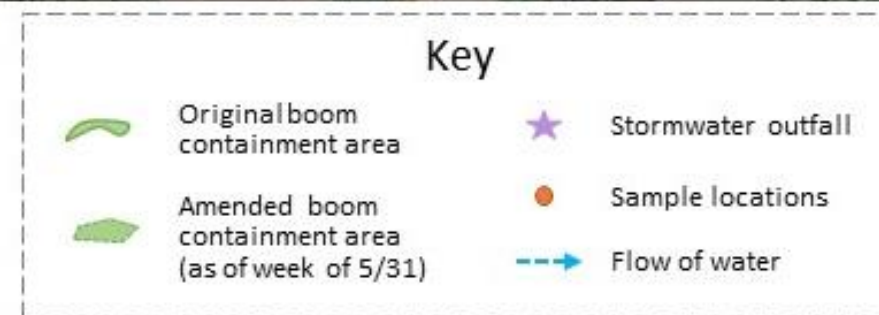 Key
Original boom
containment area
Amended boom
containment area
(as of week of 5/31)
Stormwater outfall
Sample locations
Flow of water